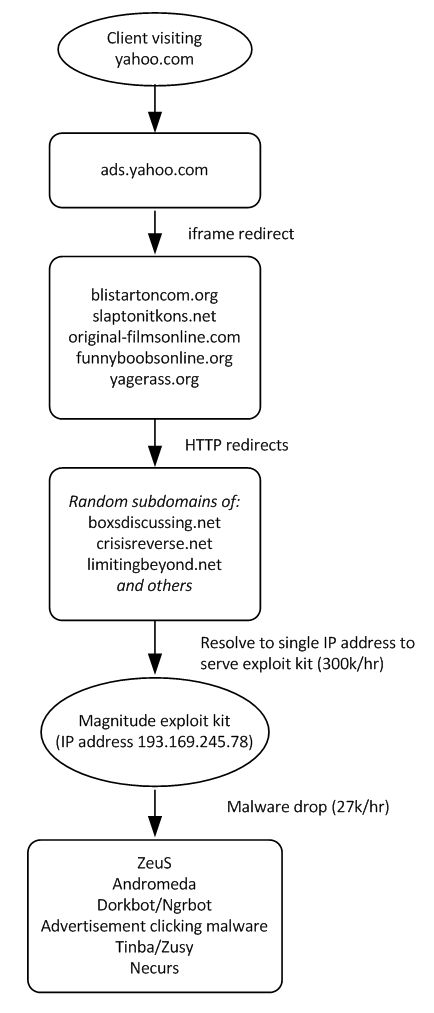 Client visiting
yahoo.com
ads.yahoo.com
iframe redirect
blistartoncom.org
slaptonitkons.net
original-filmsonline.com
funnyboobsonline.org
yagerass.org
HTTP redirects
Random subdomains of:
boxsdiscussing.net
crisisreverse.net
limitingbeyond.net
and others
Resolve to single IP address to
serve exploit kit (300k/hr)
Magnitude exploit kit
(IP address 193.169.245.78)
Malware drop (27k/hr)
ZeuS
Andromeda
Dorkbot/Ngrbot
Advertisement clicking malware
Tinba/Zusy
Necurs